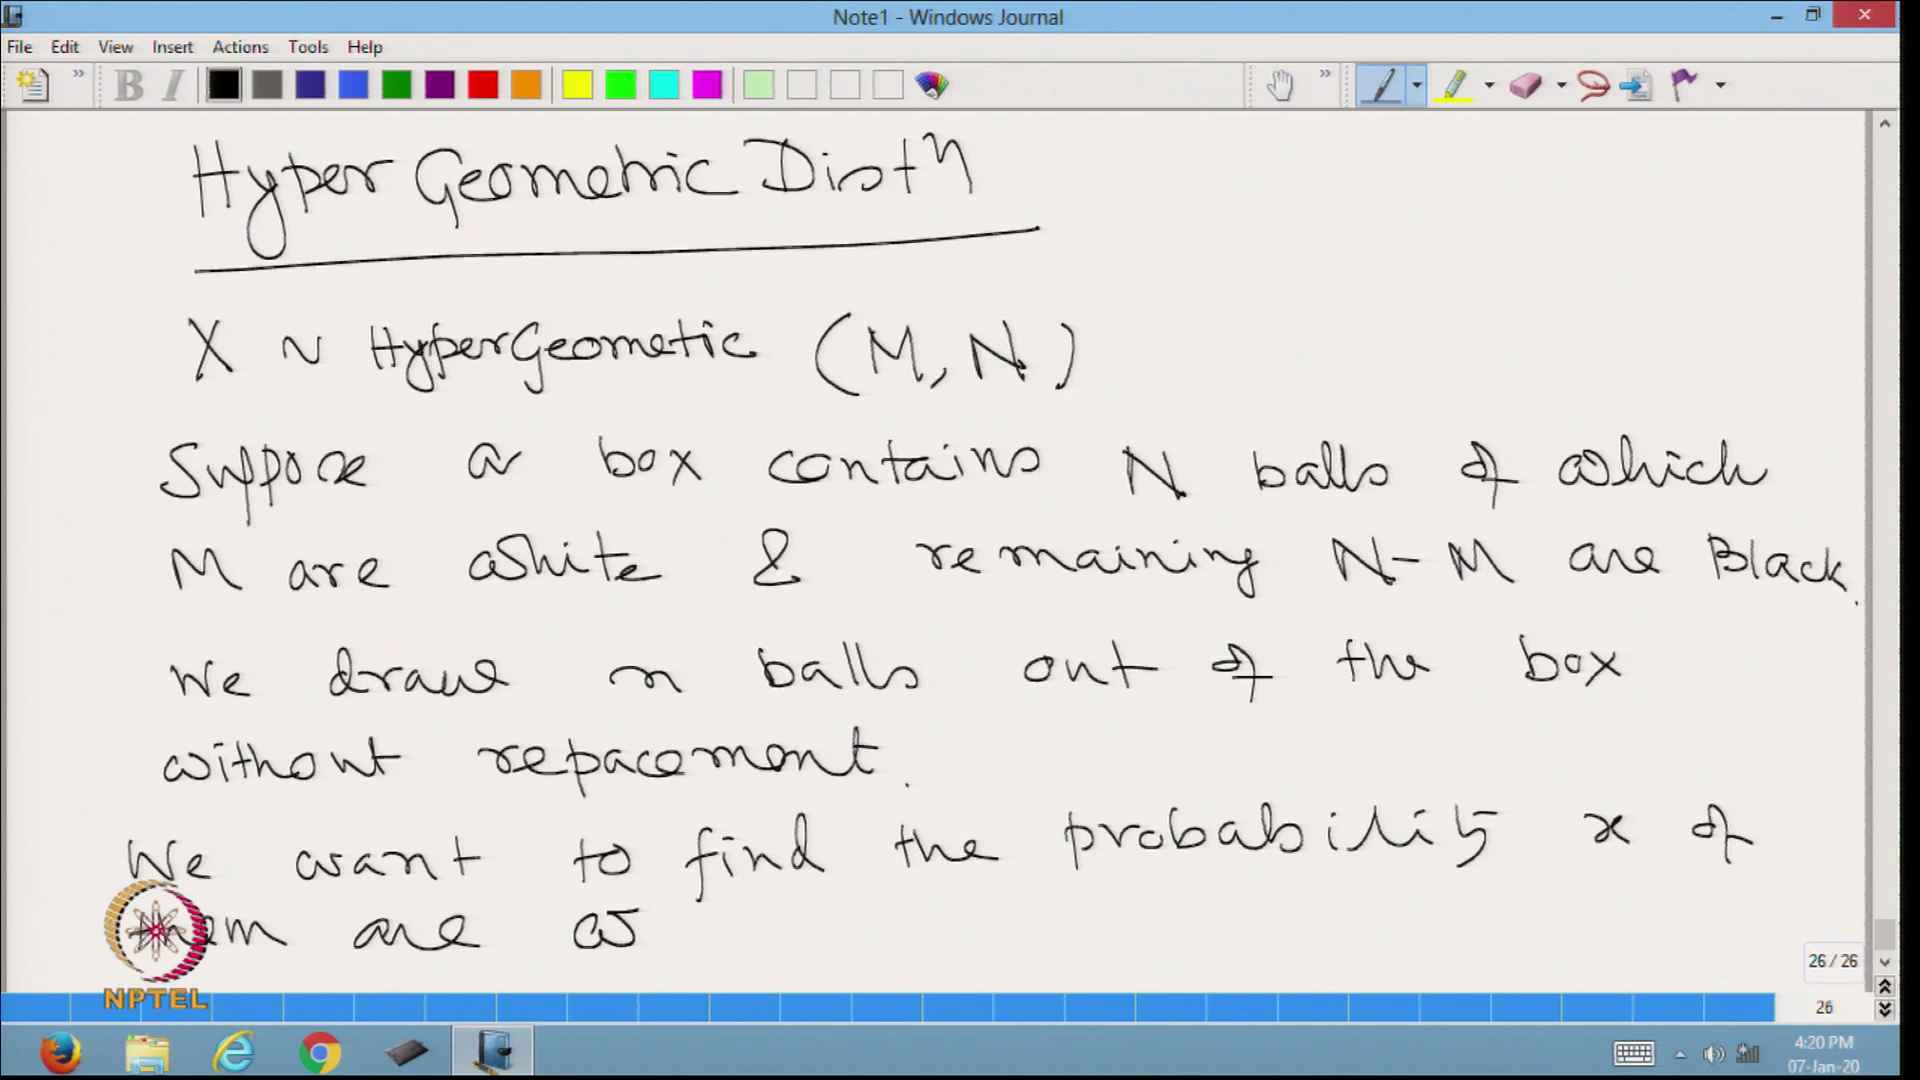 Note1 - Windows Journal
File Edit View Insert Actions Tools Help
B I
Hyper Geometric Distn
X ~ HyperGeometic (M, N)
Suppose a box contains N balls of which
M are white & remaining N-M are Black.
We draw n balls out of the box
without repacement.
We want to find the probability x of
them are w
NPTEL
26 / 26
26
4:20 PM
07-Jan-20